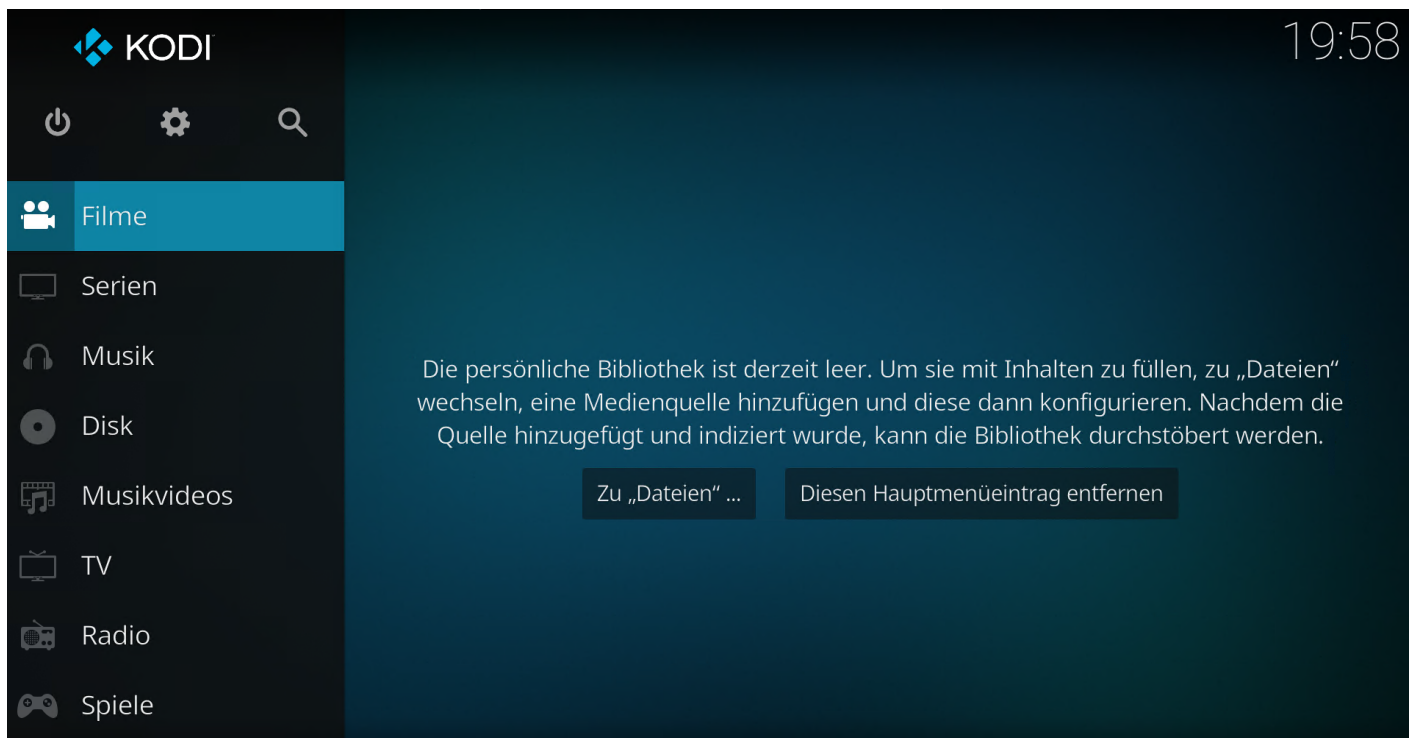 KODI
19:58
Filme
Serien
Musik
Disk
Musikvideos
TV
Radio
Spiele
Die persönliche Bibliothek ist derzeit leer. Um sie mit Inhalten zu füllen, zu „Dateien“
wechseln, eine Medienquelle hinzufügen und diese dann konfigurieren. Nachdem die
Quelle hinzugefügt und indiziert wurde, kann die Bibliothek durchstöbert werden.
Zu „Dateien“ ...
Diesen Hauptmenüeintrag entfernen